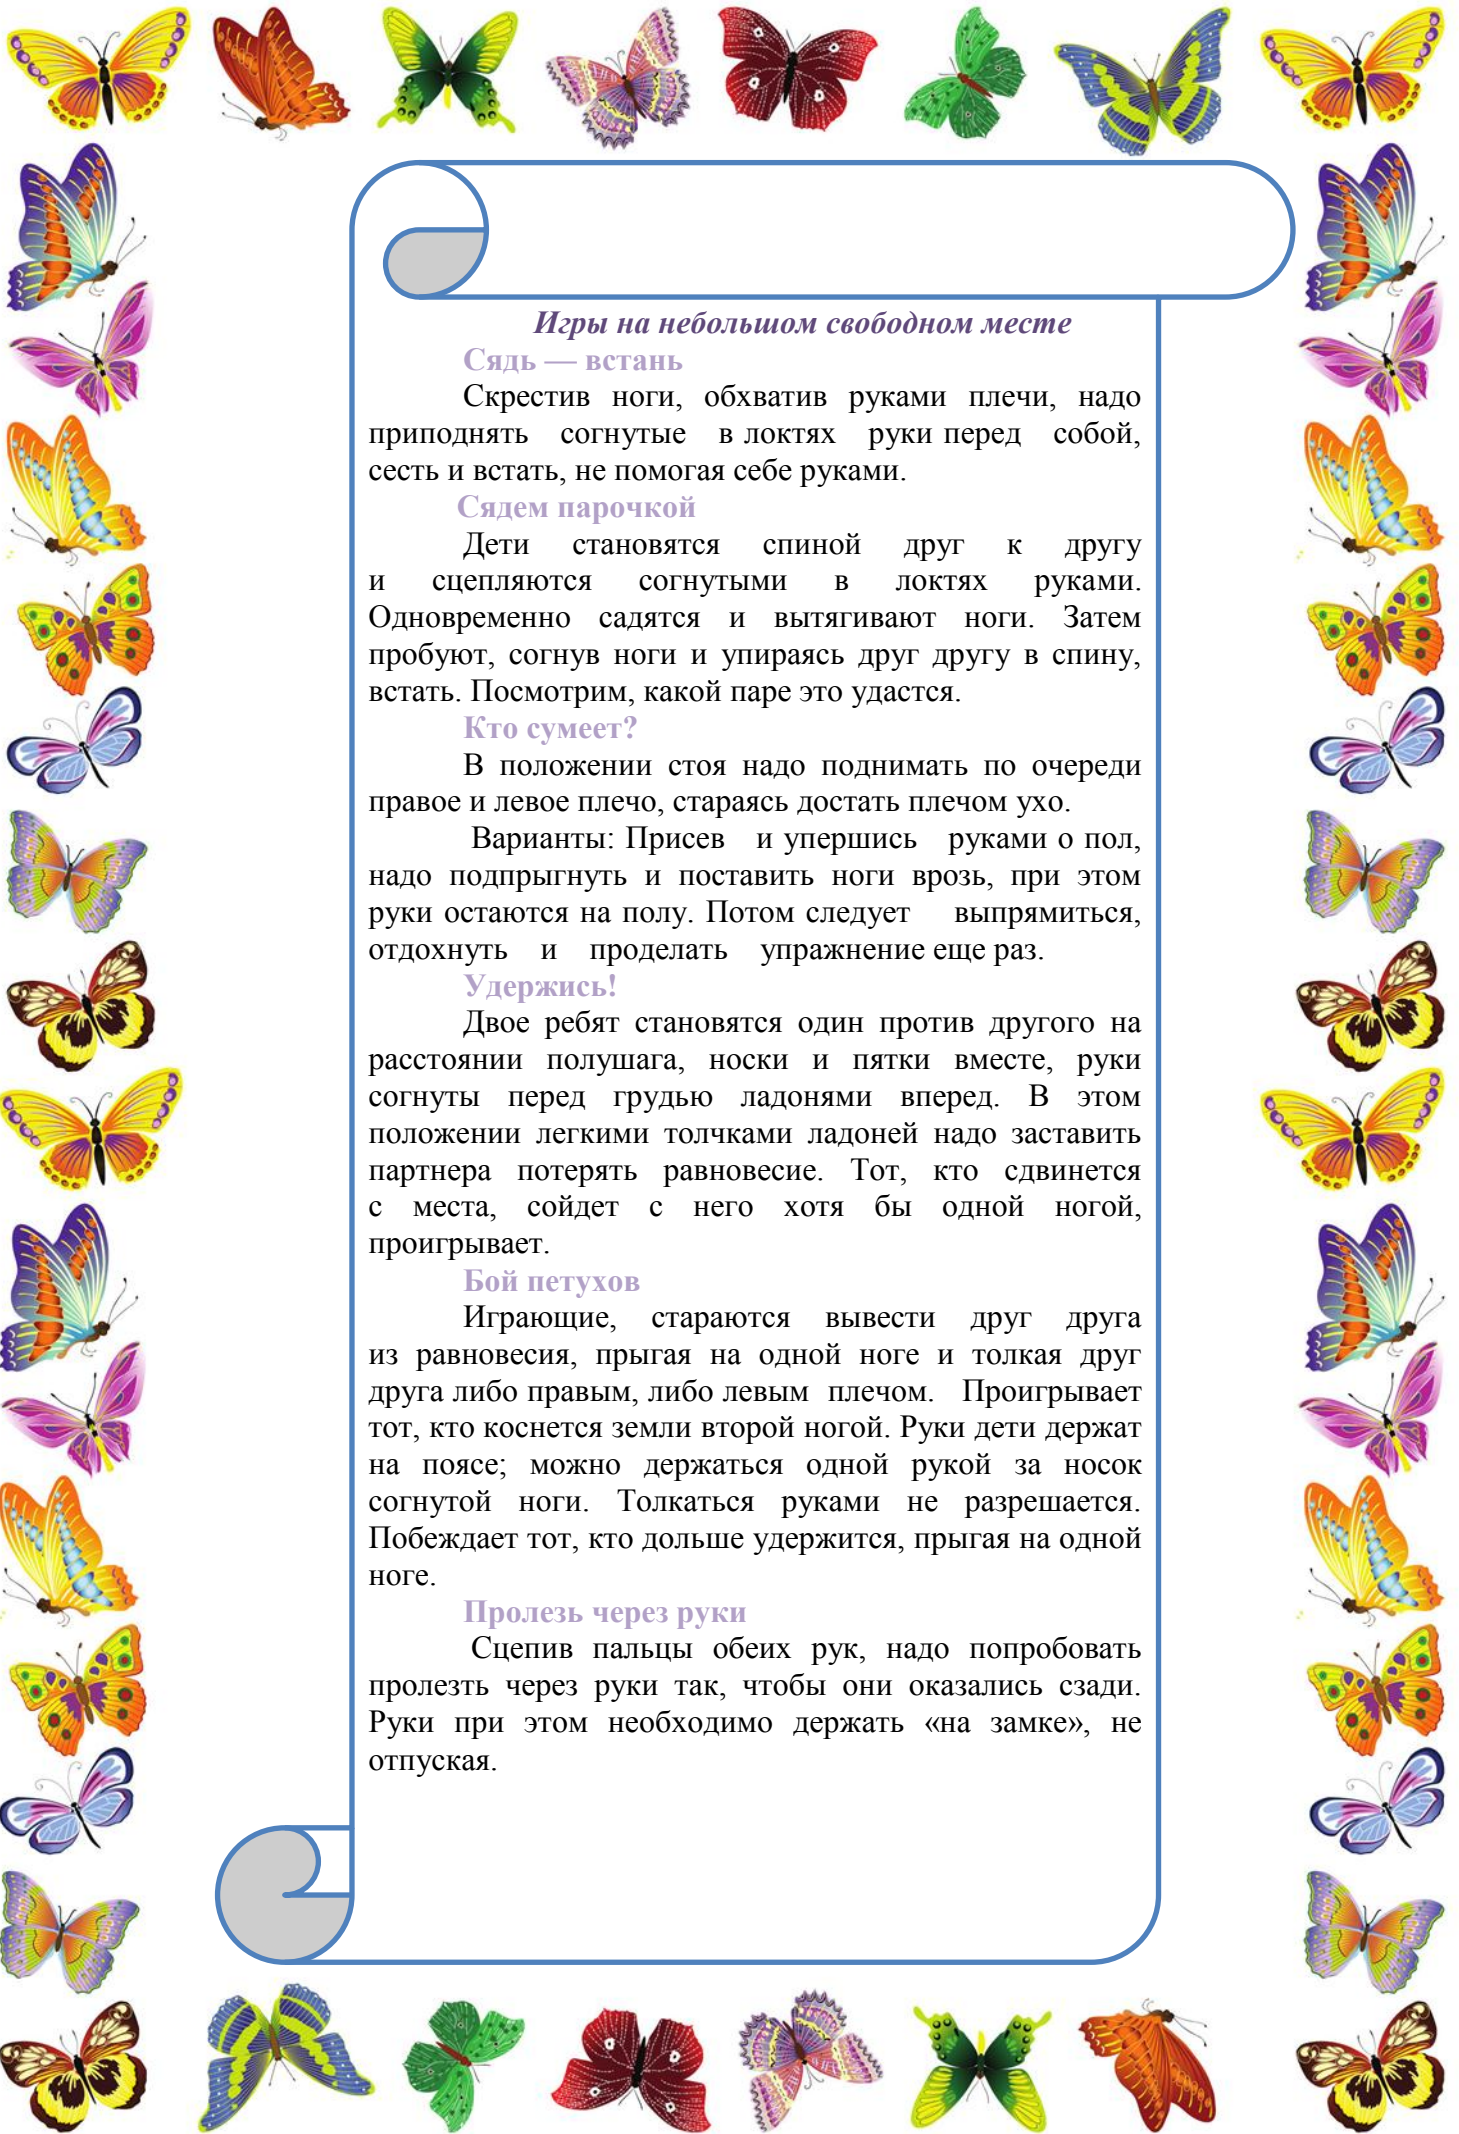 Игры на небольшом свободном месте
Сядь — встань
Скрестив ноги, обхватив руками плечи, надо
приподнять согнутые в локтях руки перед собой,
сесть и встать, не помогая себе руками.
Сядем парочкой
Дети становятся спиной друг к другу
и сцепляются согнутыми в локтях руками.
Одновременно садятся и вытягивают ноги. Затем
пробуют, согнув ноги и упираясь друг другу в спину,
встать. Посмотрим, какой паре это удастся.
Кто сумеет?
В положении стоя надо поднимать по очереди
правое и левое плечо, стараясь достать плечом ухо.
Варианты: Присев и упершись руками о пол,
надо подпрыгнуть и поставить ноги врозь, при этом
руки остаются на полу. Потом следует выпрямиться,
отдохнуть и проделать упражнение еще раз.
Удержись!
Двое ребят становятся один против другого на
расстоянии полушага, носки и пятки вместе, руки
согнуты перед грудью ладонями вперед. В этом
положении легкими толчками ладоней надо заставить
партнера потерять равновесие. Тот, кто сдвинется
с места, сойдет с него хотя бы одной ногой,
проигрывает.
Бой петухов
Играющие, стараются вывести друг друга
из равновесия, прыгая на одной ноге и толкая друг
друга либо правым, либо левым плечом. Проигрывает
тот, кто коснется земли второй ногой. Руки дети держат
на поясе; можно держаться одной рукой за носок
согнутой ноги. Толкаться руками не разрешается.
Побеждает тот, кто дольше удержится, прыгая на одной
ноге.
Пролезь через руки
Сцепив пальцы обеих рук, надо попробовать
пролезть через руки так, чтобы они оказались сзади.
Руки при этом необходимо держать «на замке», не
отпуская.